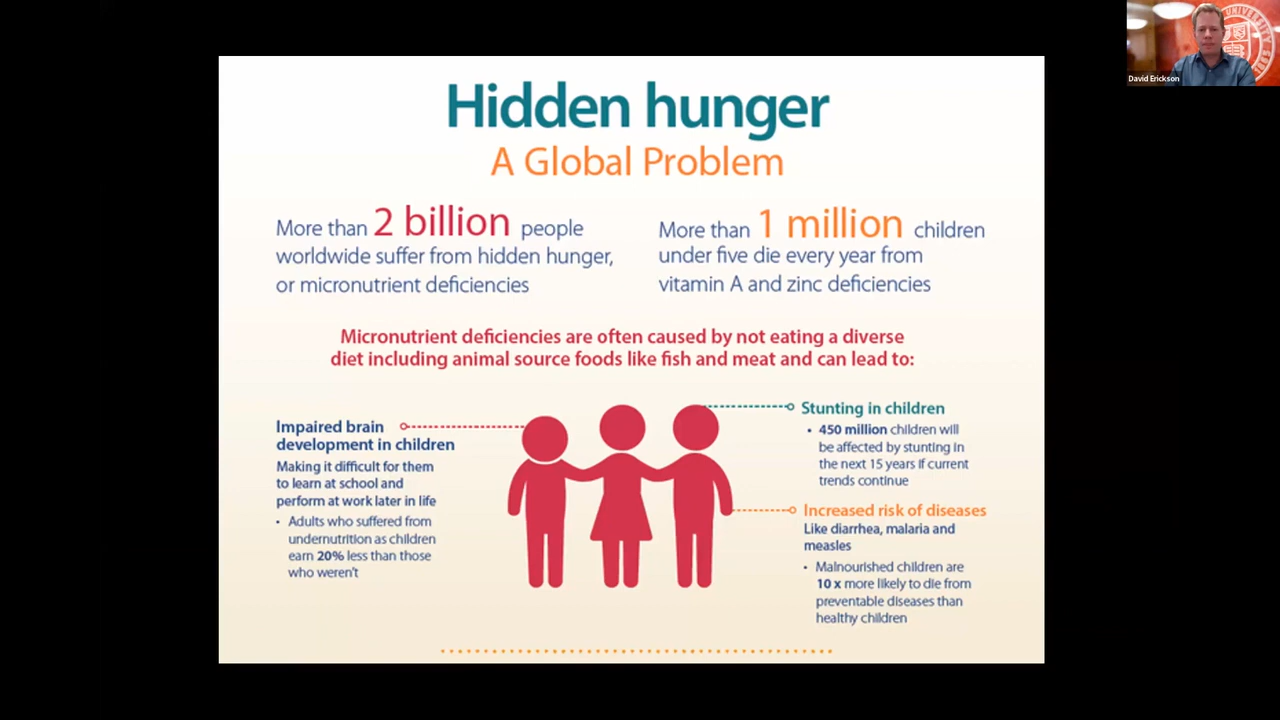 Hidden hunger
A Global Problem
More than 2 billion people
worldwide suffer from hidden hunger,
or micronutrient deficiencies
More than 1 million children
under five die every year from
vitamin A and zinc deficiencies
Micronutrient deficiencies are often caused by not eating a diverse
diet including animal source foods like fish and meat and can lead to:
Impaired brain
development in children
Making it difficult for them
to learn at school and
perform at work later in life
• Adults who suffered from
undernutrition as children
earn 20% less than those
who weren't
Stunting in children
• 450 million children will
be affected by stunting in
the next 15 years if current
trends continue
Increased risk of diseases
Like diarrhea, malaria and
measles
• Malnourished children are
10 x more likely to die from
preventable diseases than
healthy children
David Erickson
UNIVERSITY